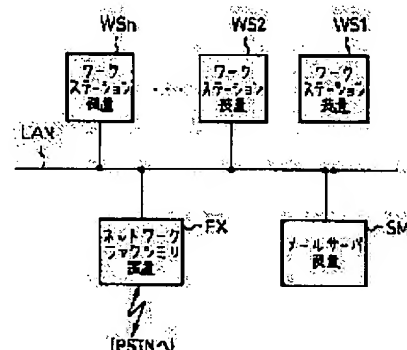 WSn
WS2
WS1
ワーク
ステーション
装置
ワーク
ステーション
装置
ワーク
ステーション
装置
LAN
ネットワーク
ファクシミリ
装置
FX
メールサーバ
装置
SM
(PSTNへ)